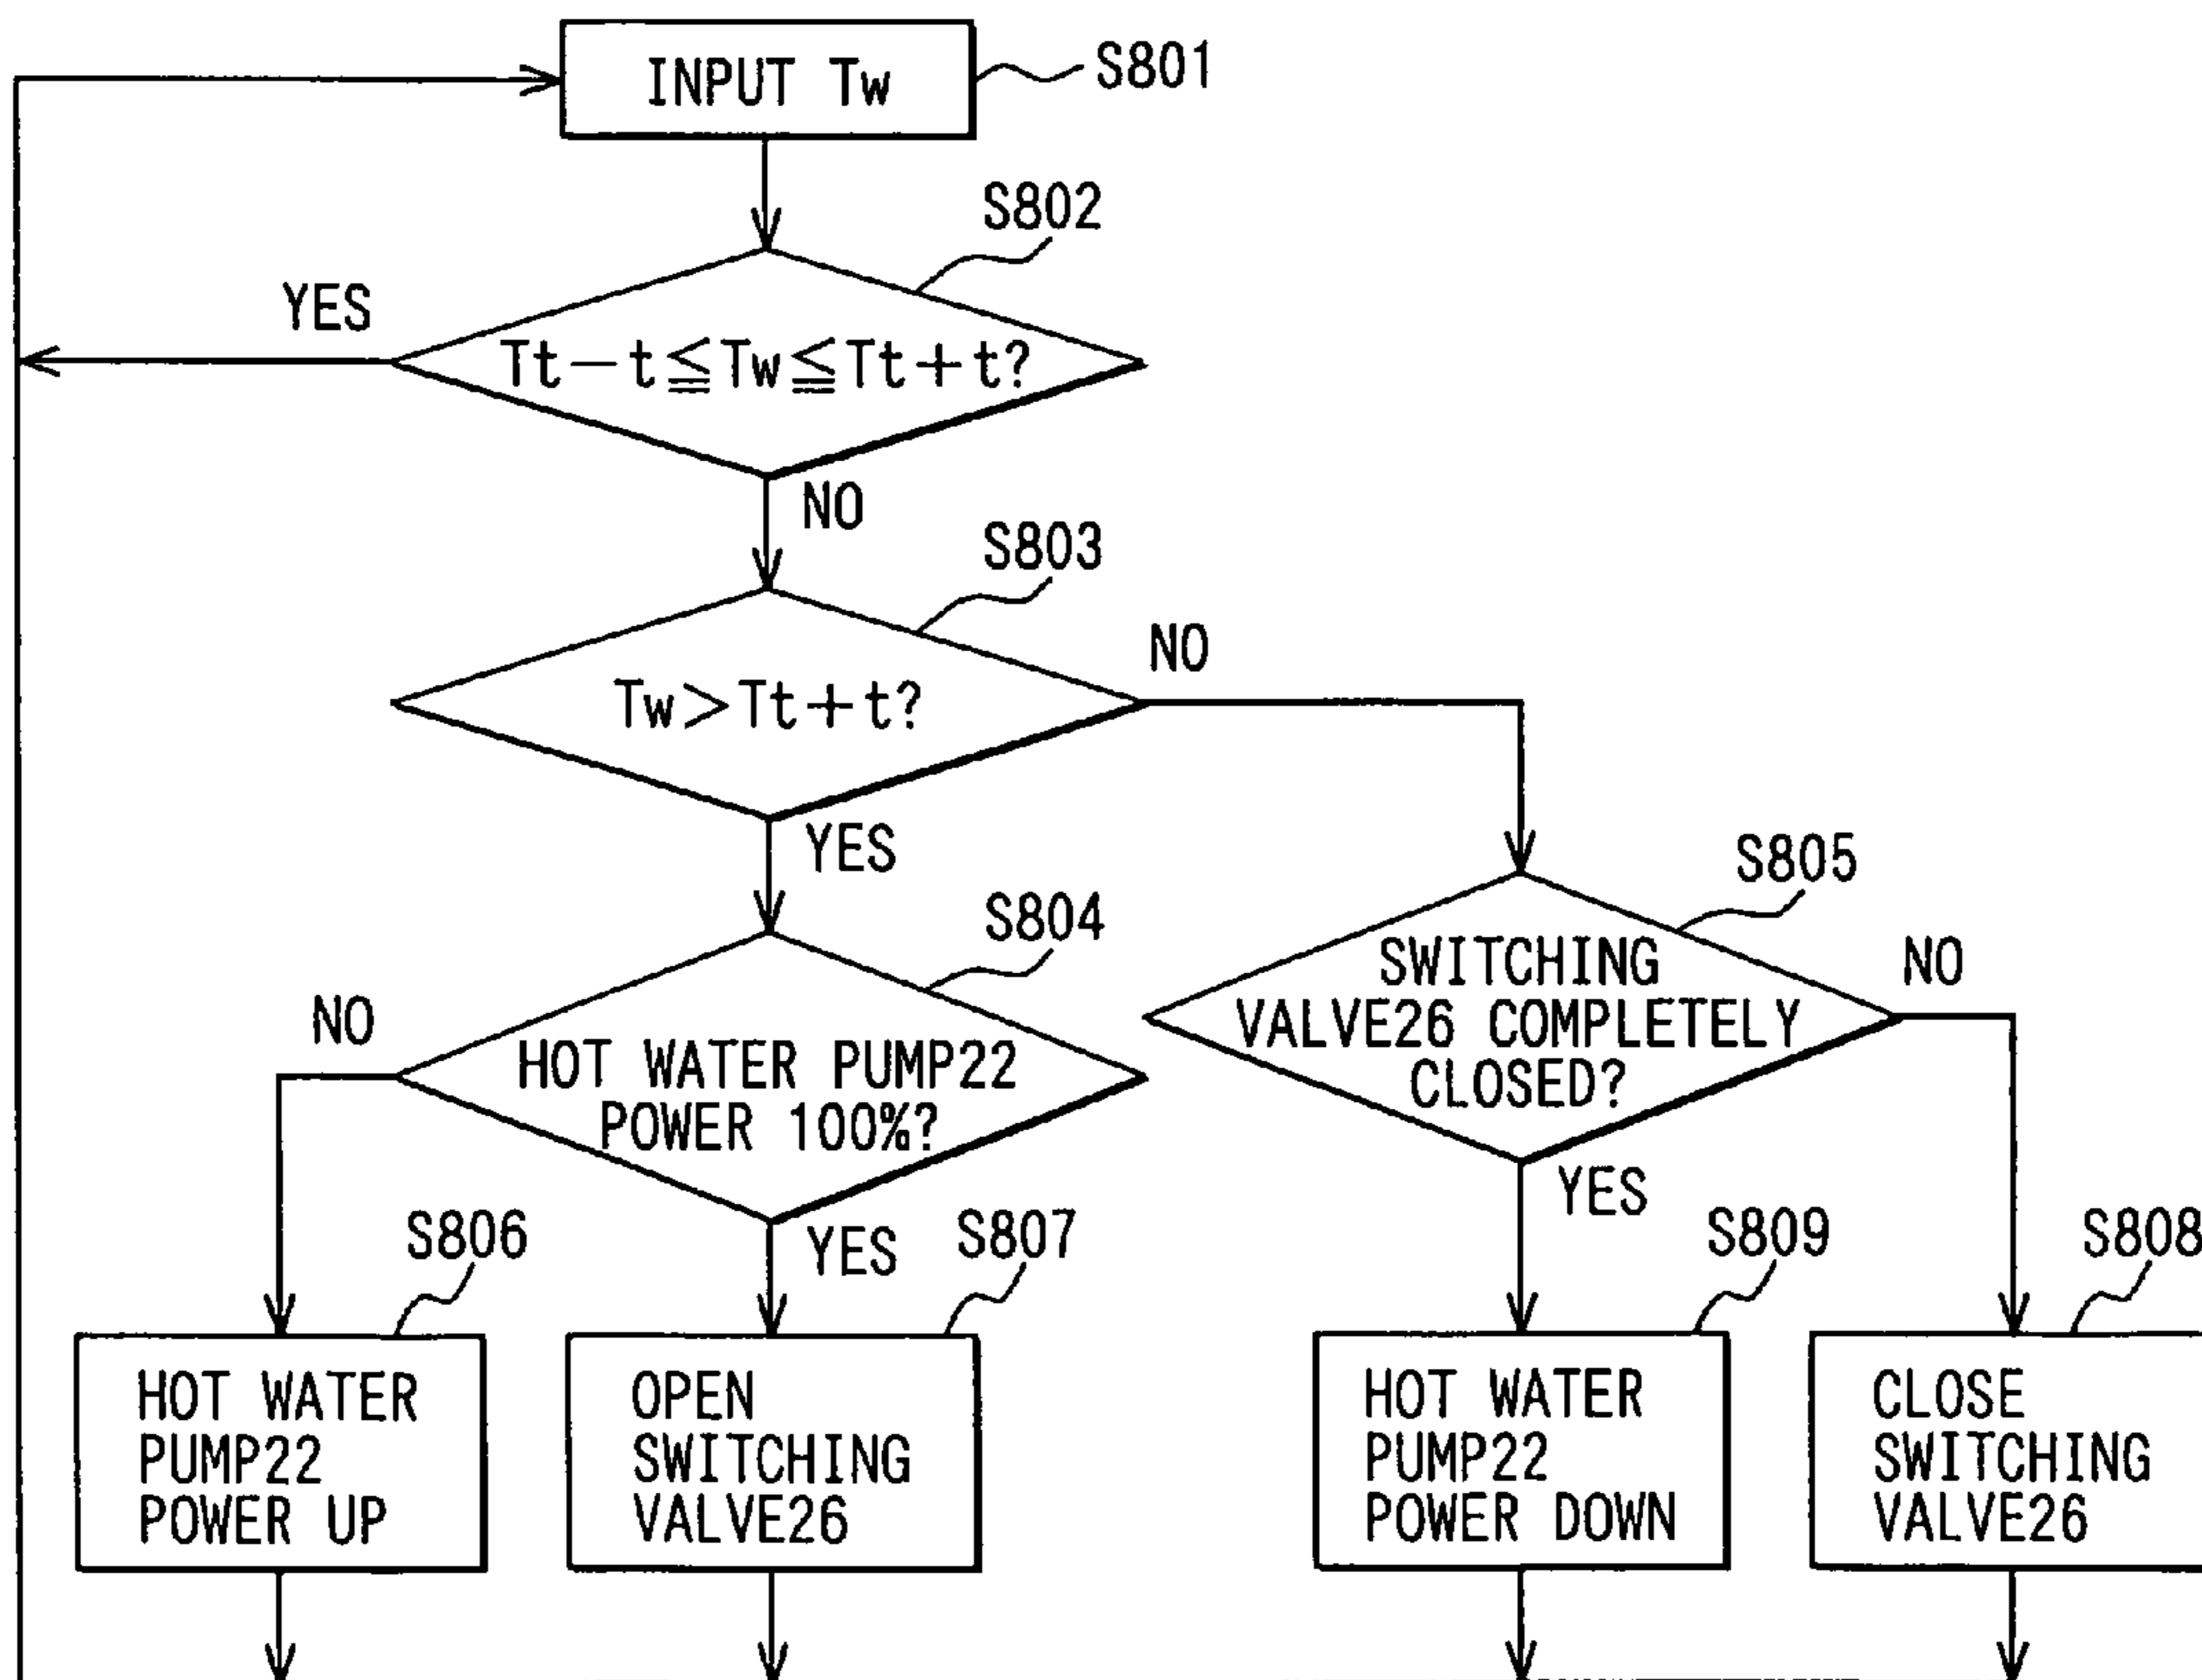 INPUT Tw
S801
S802
YES
Tt－t≦Tw≦Tt＋t?
NO
S803
NO
Tw＞Tt＋t?
YES
S805
S804
SWITCHING
VALVE26 COMPLETELY
CLOSED?
NO
NO
HOT WATER PUMP22
POWER 100%?
YES
S806
YES
S807
S809
S808
HOT WATER
PUMP22
POWER UP
OPEN
SWITCHING
VALVE26
HOT WATER
PUMP22
POWER DOWN
CLOSE
SWITCHING
VALVE26